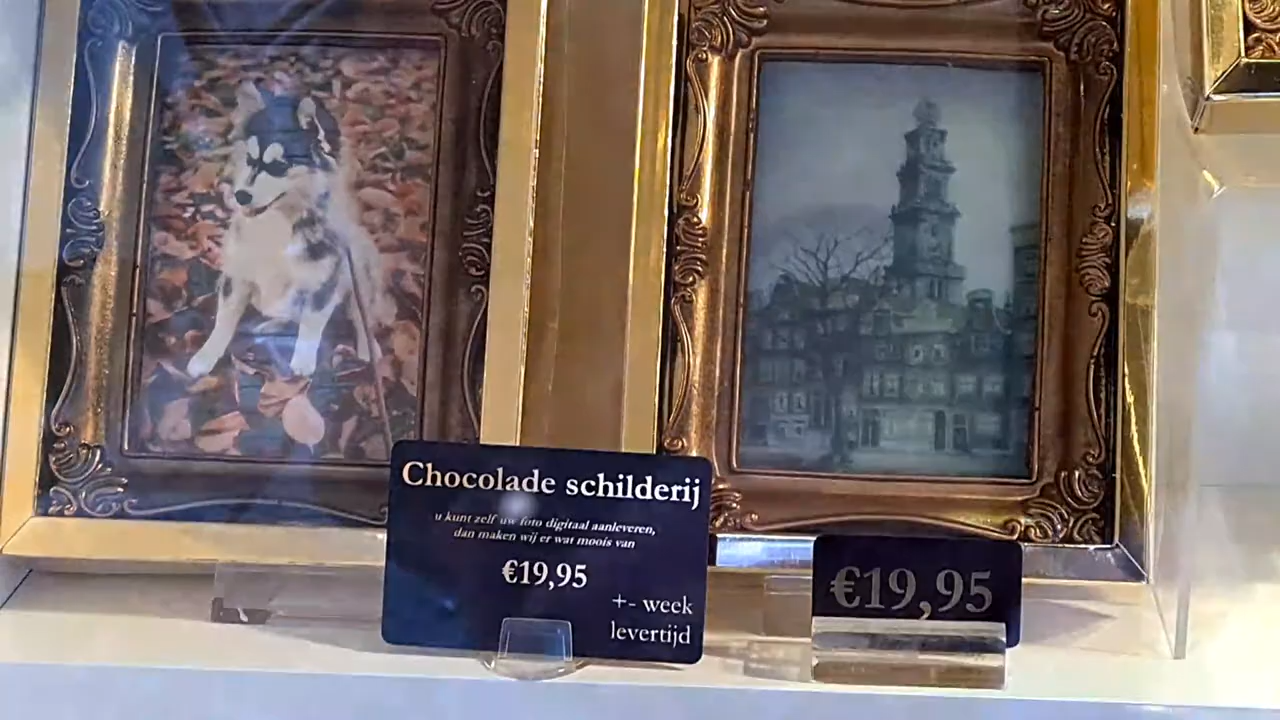 Chocolade schilderij
u kunt zelf uw foto digitaal aanleveren,
dan maken wij er wat moois van
€19,95
+- week
levertijd
€19,95